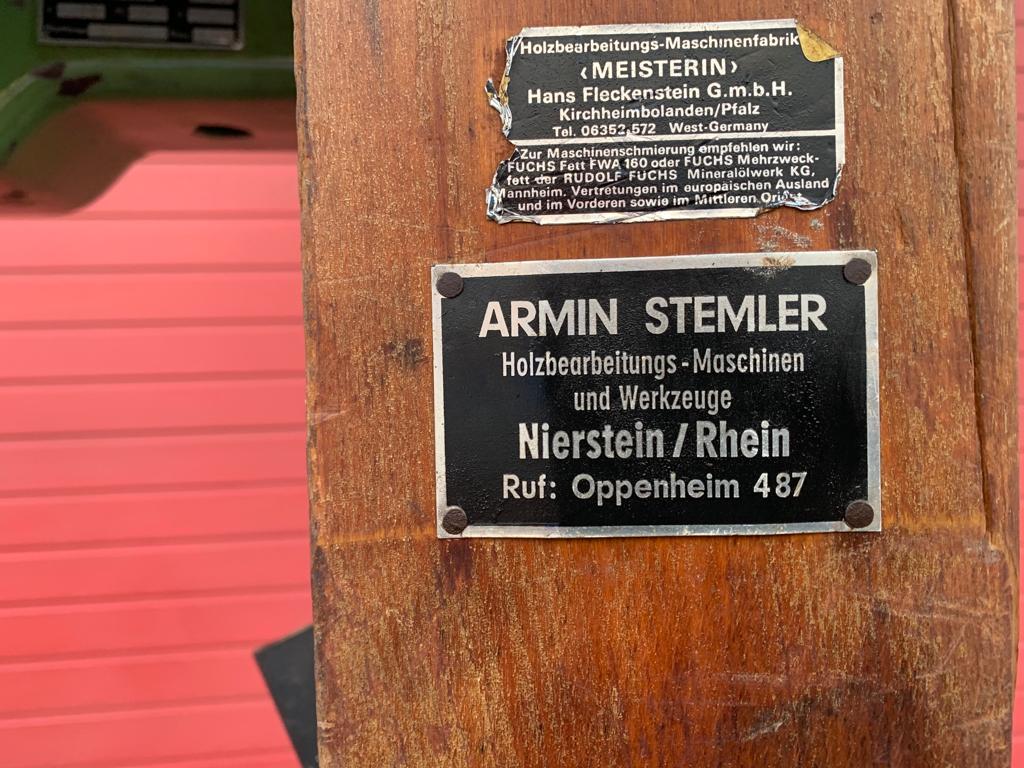 Holzbearbeitungs-Maschinenfabrik
‹MEISTERIN›
Hans Fleckenstein G.m.b.H.
Kirchheimbolanden/Pfalz
Tel. 06352-572 West-Germany
Zur Maschinenschmierung empfehlen wir:
FUCHS Fett FWA 160 oder FUCHS Mehrzweck-
fett der RUDOLF FUCHS Mineralölwerk KG,
Mannheim. Vertretungen im europäischen Ausland
und im Vorderen sowie im Mittleren Orient
ARMIN STEMLER
Holzbearbeitungs-Maschinen
und Werkzeuge
Nierstein/Rhein
Ruf: Oppenheim 487